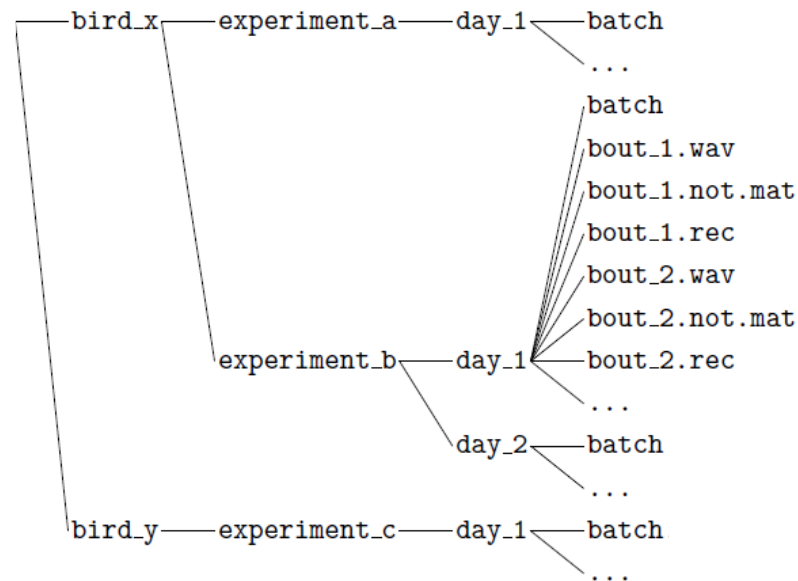 bird_x experiment_a day_1 batch
...
batch
bout_1.wav
bout_1.not.mat
bout_1.rec
bout_2.wav
bout_2.not.mat
experiment_b day_1 bout_2.rec
...
day_2 batch
...
bird_y experiment_c day_1 batch
...